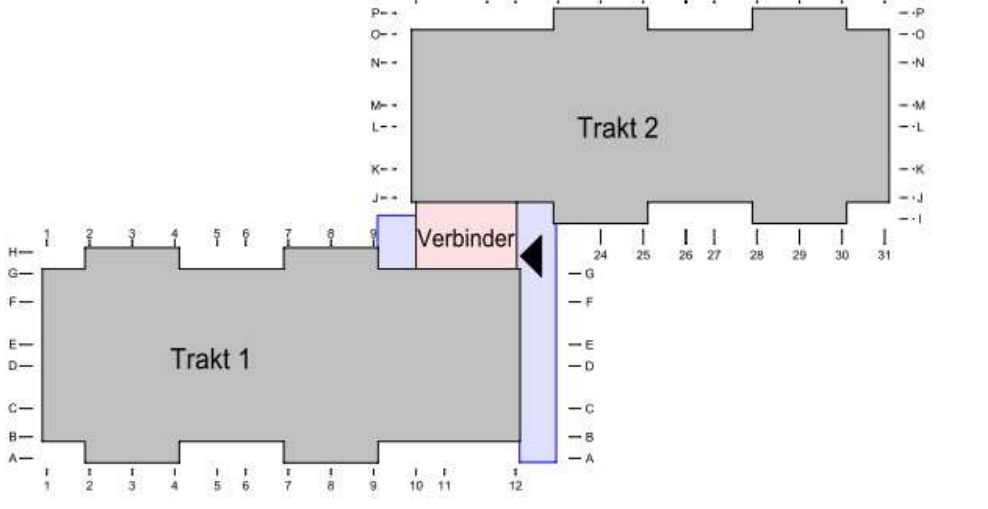 P P
O O
N N
M M
L L
K K
J J
I
Trakt 2
24 25 26 27 28 29 30 31
Verbinder
1 2 3 4 5 6 7 8 9
H
G G
F F
E E
D D
C C
B B
A A
Trakt 1
1 2 3 4 5 6 7 8 9 10 11 12